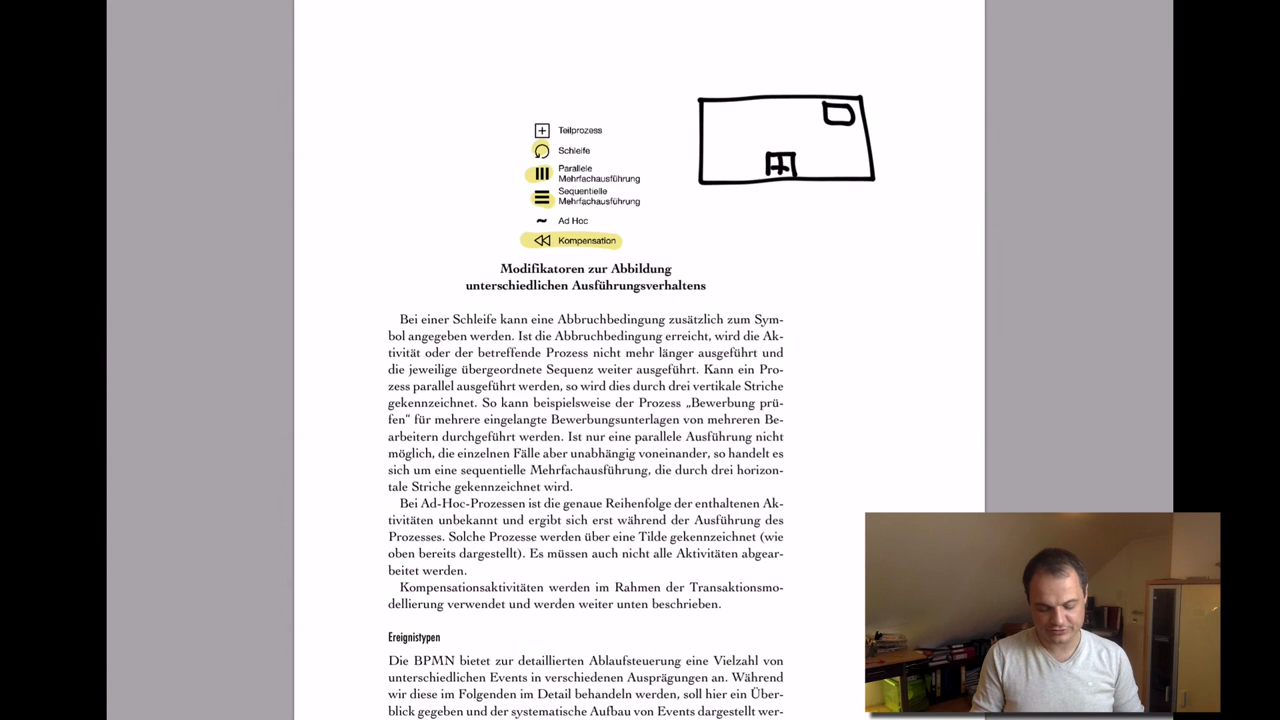 Teilprozess
Schleife
Parallele
Mehrfachausführung
Sequentielle
Mehrfachausführung
Ad Hoc
Kompensation
Modifikatoren zur Abbildung
unterschiedlichen Ausführungsverhaltens
Bei einer Schleife kann eine Abbruchbedingung zusätzlich zum Sym-
bol angegeben werden. Ist die Abbruchbedingung erreicht, wird die Ak-
tivität oder der betreffende Prozess nicht mehr länger ausgeführt und
die jeweilige übergeordnete Sequenz weiter ausgeführt. Kann ein Pro-
zess parallel ausgeführt werden, so wird dies durch drei vertikale Striche
gekennzeichnet. So kann beispielsweise der Prozess „Bewerbung prü-
fen“ für mehrere eingelangte Bewerbungsunterlagen von mehreren Be-
arbeitern durchgeführt werden. Ist nur eine parallele Ausführung nicht
möglich, die einzelnen Fälle aber unabhängig voneinander, so handelt es
sich um eine sequentielle Mehrfachausführung, die durch drei horizon-
tale Striche gekennzeichnet wird.
Bei Ad-Hoc-Prozessen ist die genaue Reihenfolge der enthaltenen Ak-
tivitäten unbekannt und ergibt sich erst während der Ausführung des
Prozesses. Solche Prozesse werden über eine Tilde gekennzeichnet (wie
oben bereits dargestellt). Es müssen auch nicht alle Aktivitäten abgear-
beitet werden.
Kompensationsaktivitäten werden im Rahmen der Transaktionsmo-
dellierung verwendet und werden weiter unten beschrieben.
Ereignistypen
Die BPMN bietet zur detaillierten Ablaufsteuerung eine Vielzahl von
unterschiedlichen Events in verschiedenen Ausprägungen an. Während
wir diese im Folgenden im Detail behandeln werden, soll hier ein Über-
blick gegeben und der systematische Aufbau von Events dargestellt wer-